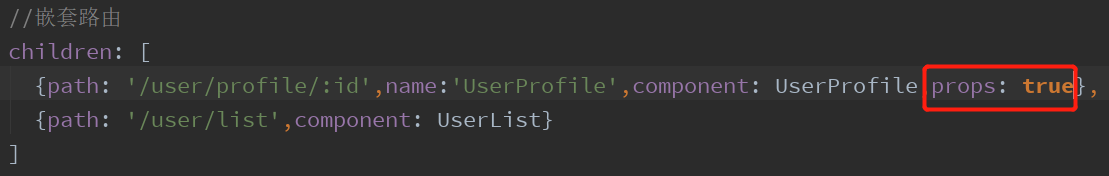 //嵌套路由
children: [
{path: '/user/profile/:id',name:'UserProfile',component: UserProfile,props: true},
{path: '/user/list',component: UserList}
]